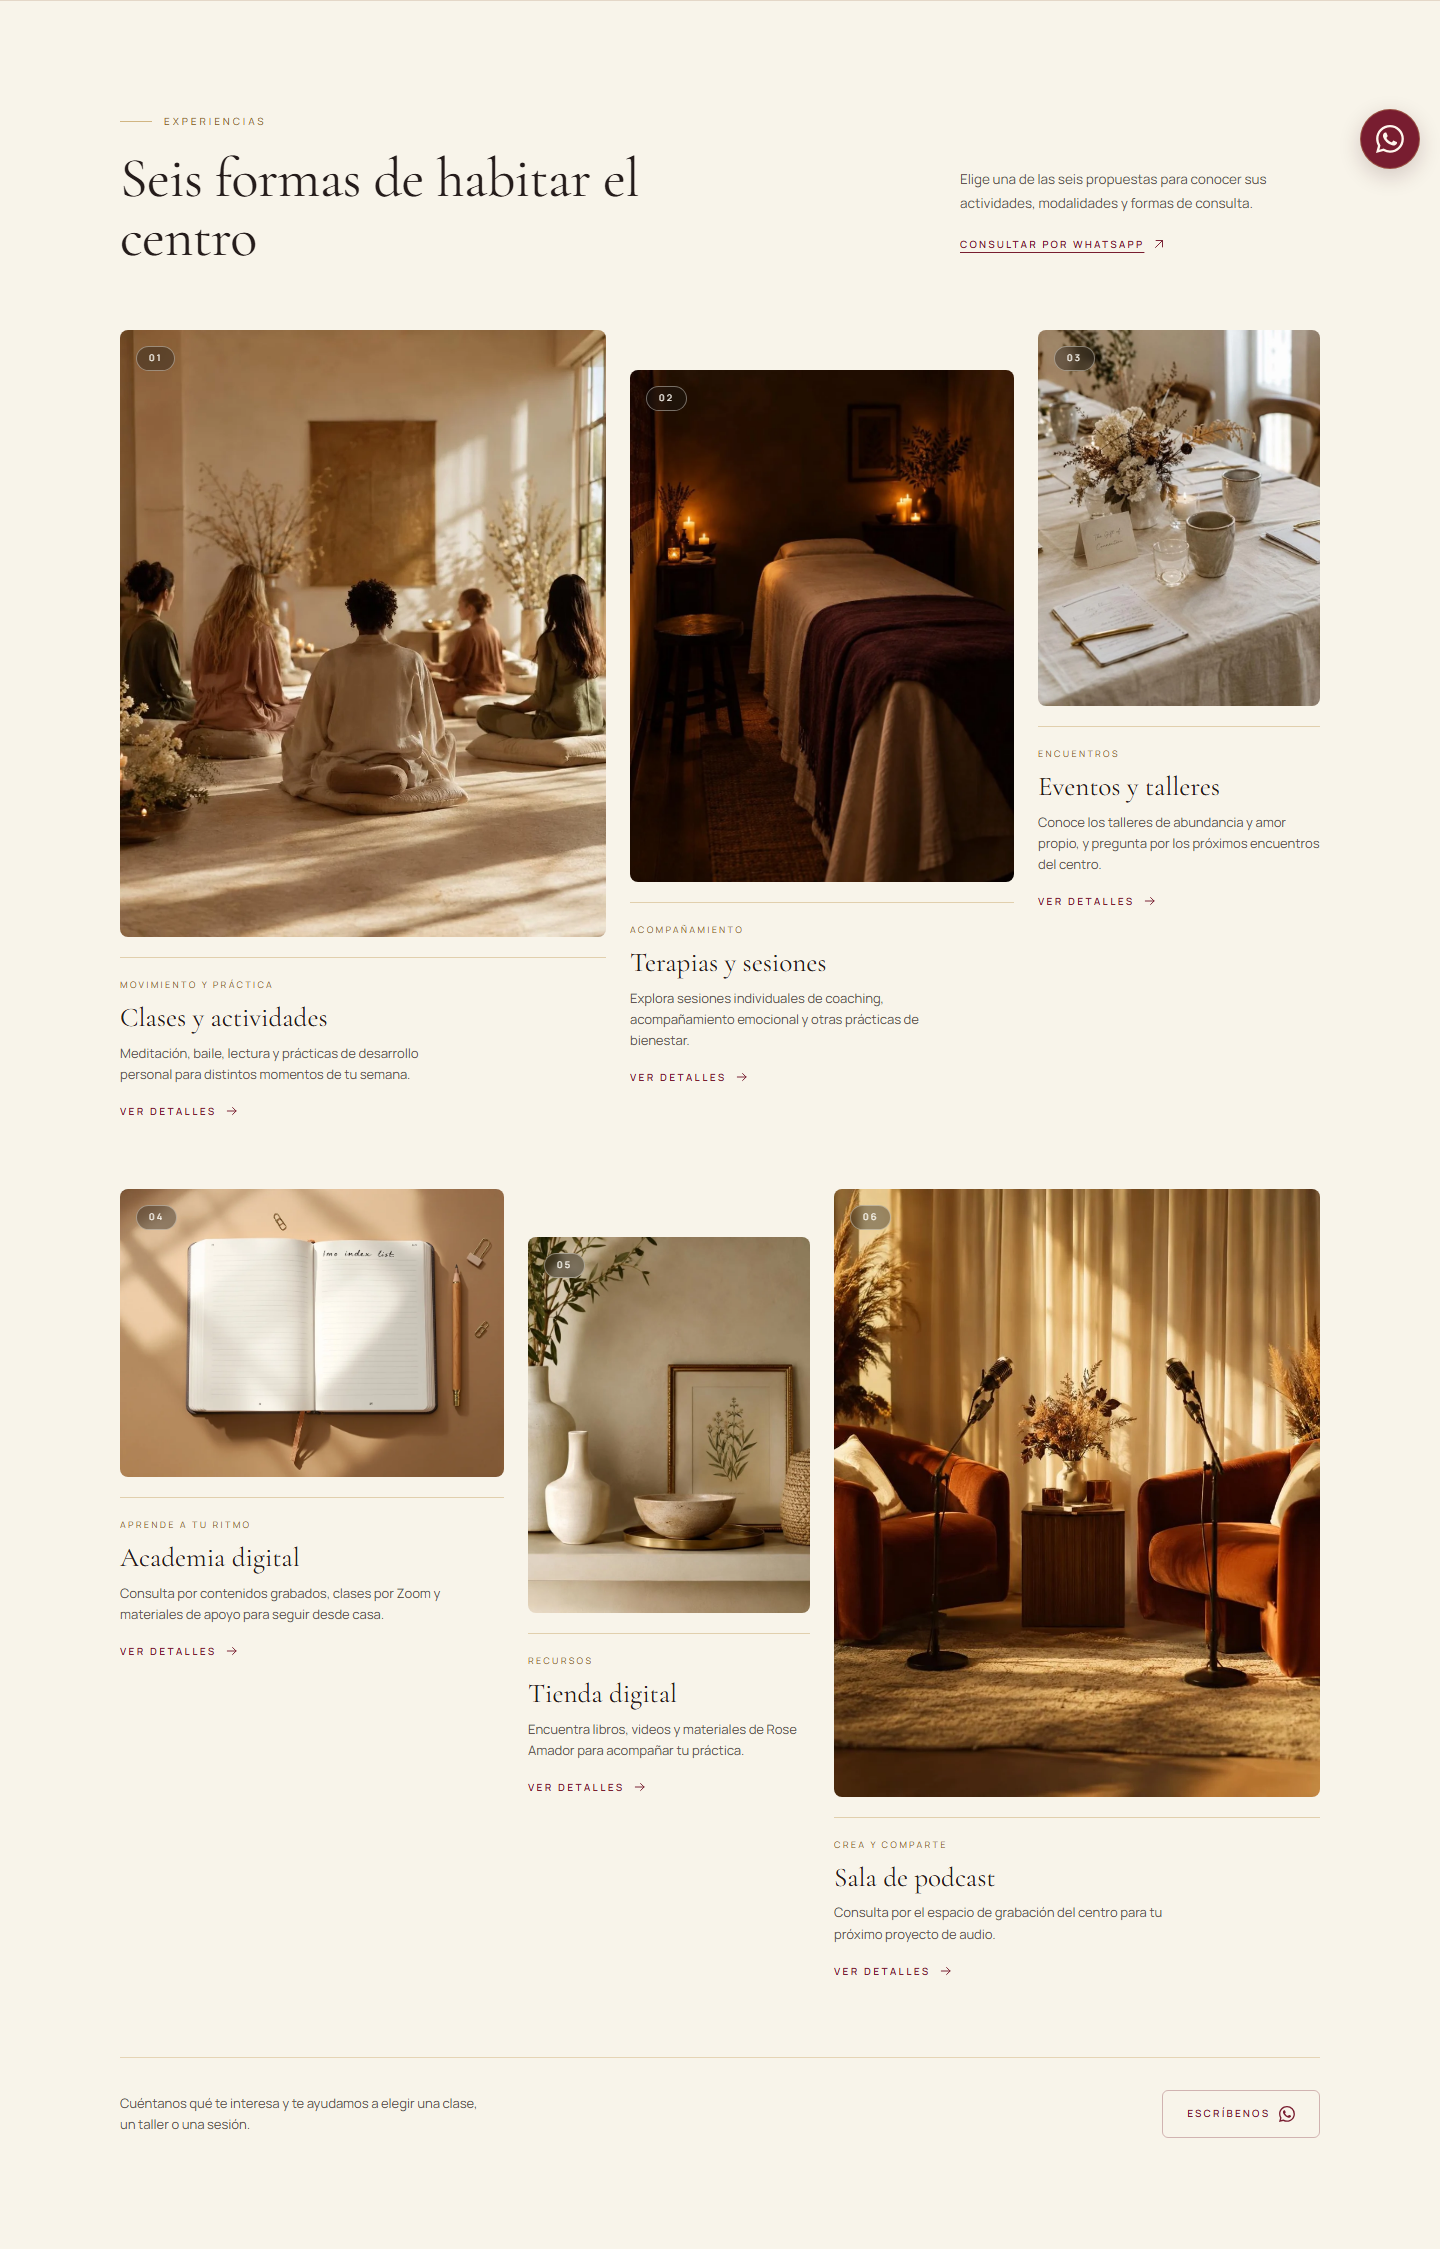 EXPERIENCIAS
Seis formas de habitar el
centro
Elige una de las seis propuestas para conocer sus
actividades, modalidades y formas de consulta.
CONSULTAR POR WHATSAPP
01
MOVIMIENTO Y PRÁCTICA
Clases y actividades
Meditación, baile, lectura y prácticas de desarrollo
personal para distintos momentos de tu semana.
VER DETALLES
02
ACOMPAÑAMIENTO
Terapias y sesiones
Explora sesiones individuales de coaching,
acompañamiento emocional y otras prácticas de
bienestar.
VER DETALLES
03
ENCUENTROS
Eventos y talleres
Conoce los talleres de abundancia y amor
propio, y pregunta por los próximos encuentros
del centro.
VER DETALLES
04
index list
APRENDE A TU RITMO
Academia digital
Consulta por contenidos grabados, clases por Zoom y
materiales de apoyo para seguir desde casa.
VER DETALLES
05
RECURSOS
Tienda digital
Encuentra libros, videos y materiales de Rose
Amador para acompañar tu práctica.
VER DETALLES
06
CREA Y COMPARTE
Sala de podcast
Consulta por el espacio de grabación del centro para tu
próximo proyecto de audio.
VER DETALLES
Cuéntanos qué te interesa y te ayudamos a elegir una clase,
un taller o una sesión.
ESCRÍBENOS